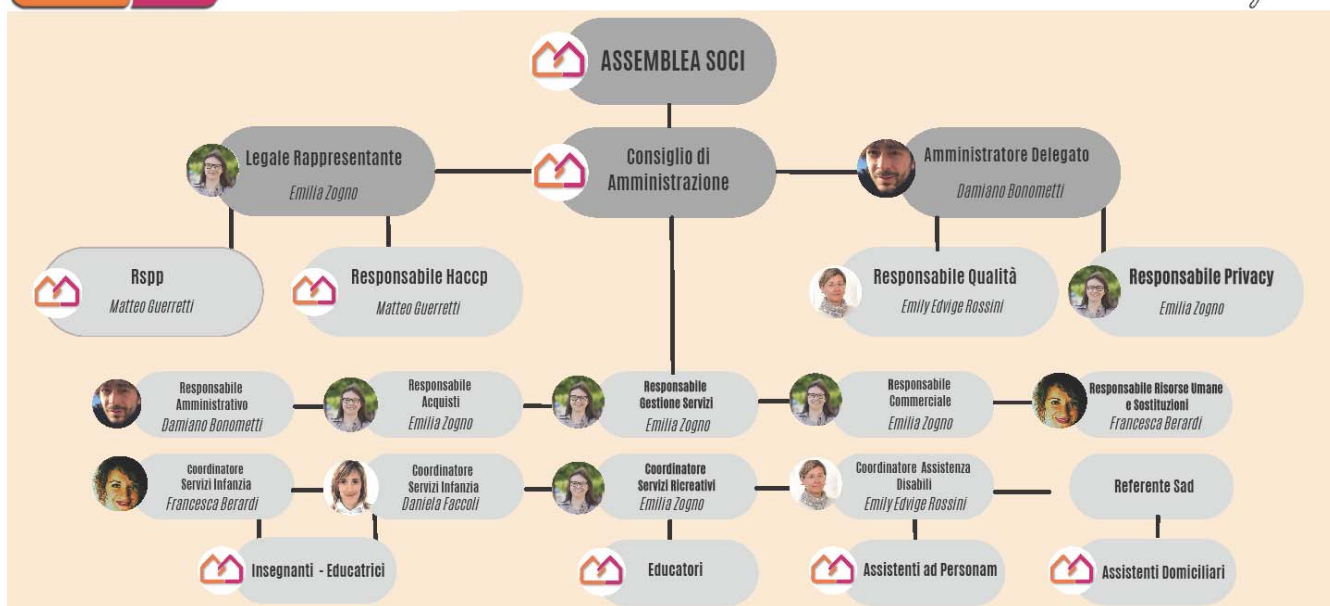 ASSEMBLEA SOCI
Legale Rappresentante
Emilia Zogno
Consiglio di
Amministrazione
Amministratore Delegato
Damiano Bonometti
Rspp
Matteo Guerretti
Responsabile Haccp
Matteo Guerretti
Responsabile Qualità
Emily Edvige Rossini
Responsabile Privacy
Emilia Zogno
Responsabile
Amministrativo
Damiano Bonometti
Responsabile
Acquisti
Emilia Zogno
Responsabile
Gestione Servizi
Emilia Zogno
Responsabile
Commerciale
Emilia Zogno
Responsabile Risorse Umane
e Sostituzioni
Francesca Berardi
Coordinatore
Servizi Infanzia
Francesca Berardi
Coordinatore
Servizi Infanzia
Daniela Faccoli
Coordinatore
Servizi Ricreativi
Emilia Zogno
Coordinatore Assistenza
Disabili
Emily Edvige Rossini
Referente Sad
Insegnanti - Educatrici
Educatori
Assistenti ad Personam
Assistenti Domiciliari